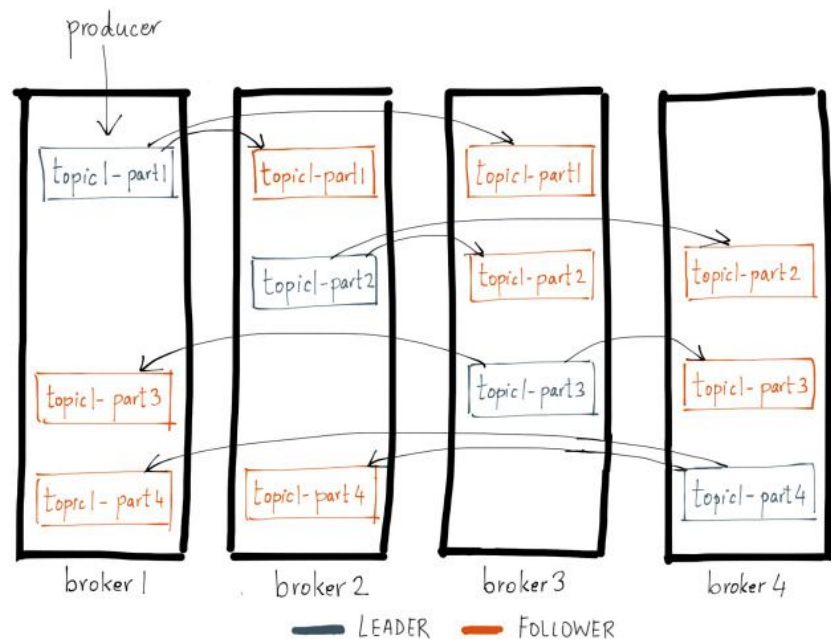 producer
topic1-part1
topic1-part1
topic1-part1
topic1-part2
topic1-part2
topic1-part2
topic1-part3
topic1-part3
topic1-part3
topic1-part4
topic1-part4
topic1-part4
broker 1
broker 2
broker 3
broker 4
LEADER
FOLLOWER